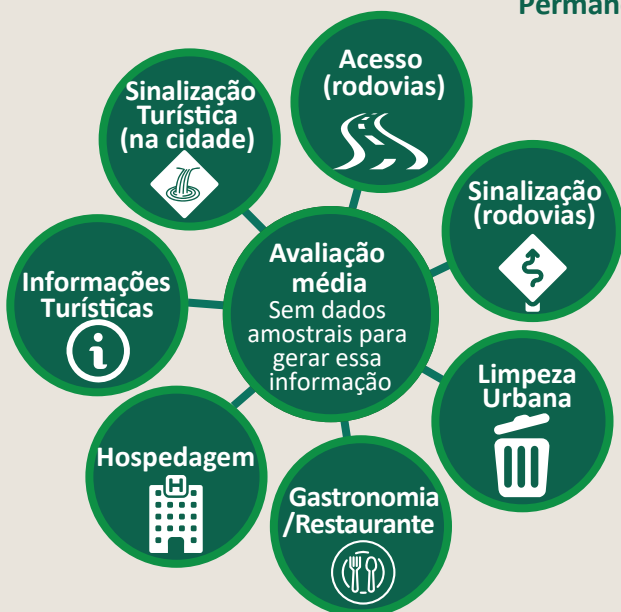 Acesso
(rodovias)
Sinalização
Turística
(na cidade)
Sinalização
(rodovias)
Avaliação
média
Sem dados
amostrais para
gerar essa
informação
Informações
Turísticas
i
Limpeza
Urbana
Hospedagem
H
Gastronomia
/Restaurante